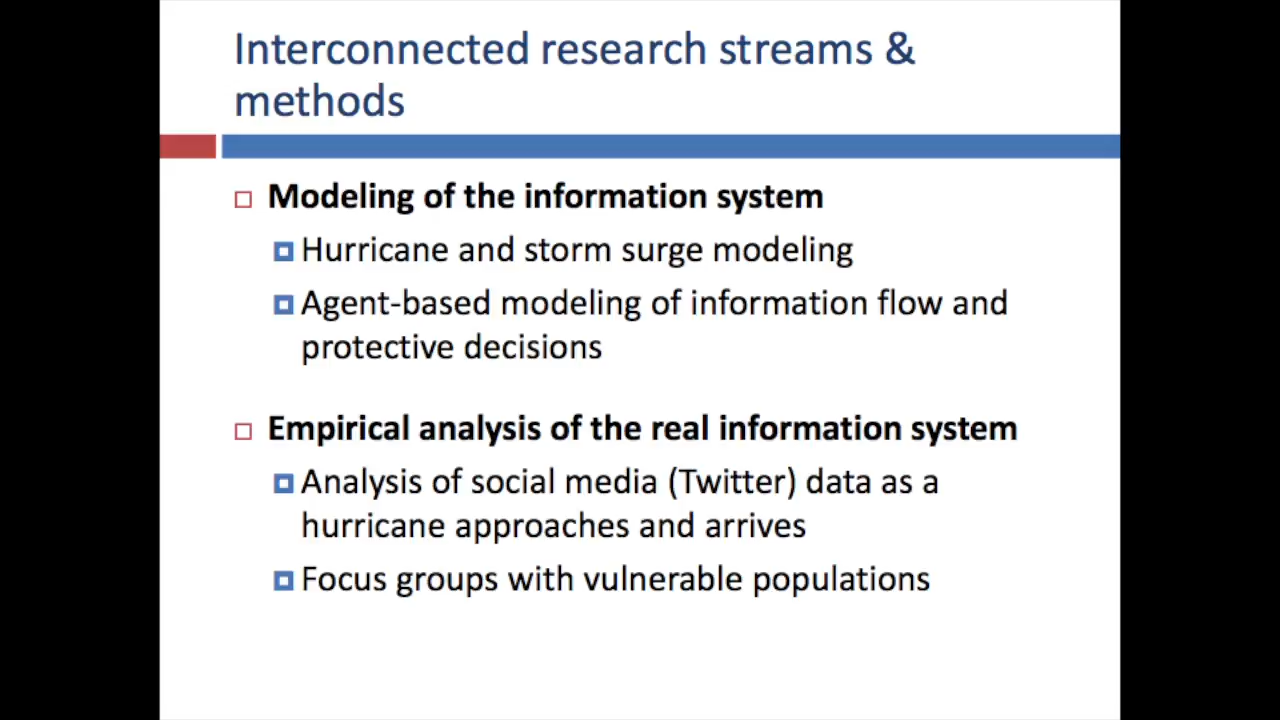 Interconnected research streams &
methods
Modeling of the information system
Hurricane and storm surge modeling
Agent-based modeling of information flow and
protective decisions
Empirical analysis of the real information system
Analysis of social media (Twitter) data as a
hurricane approaches and arrives
Focus groups with vulnerable populations